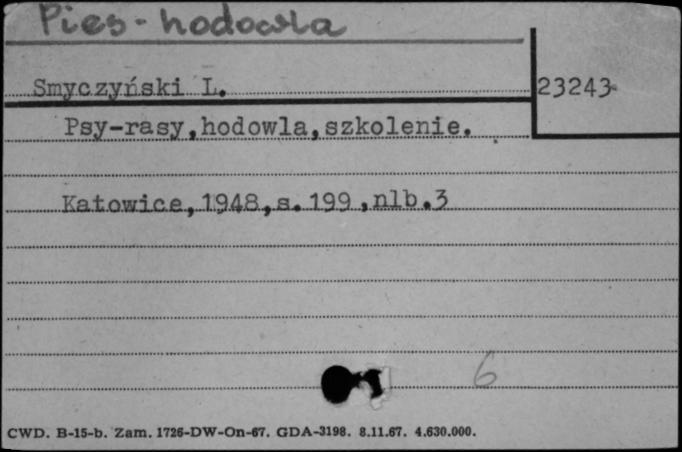 Pies - hodowla
Smyczyński L.
23243
Psy-rasy,hodowla,szkolenie.
Katowice,1948,s.199,nlb.3
6
CWD. B-15-b. Zam. 1726-DW-On-67. GDA-3198. 8.11.67. 4.630.000.